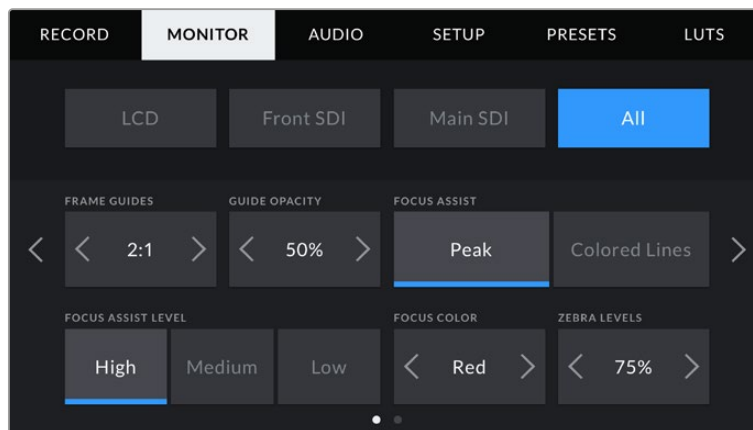 RECORD MONITOR AUDIO SETUP PRESETS LUTS
LCD Front SDI Main SDI All
FRAME GUIDES GUIDE OPACITY FOCUS ASSIST
2:1 50% Peak Colored Lines
FOCUS ASSIST LEVEL FOCUS COLOR ZEBRA LEVELS
High Medium Low Red 75%